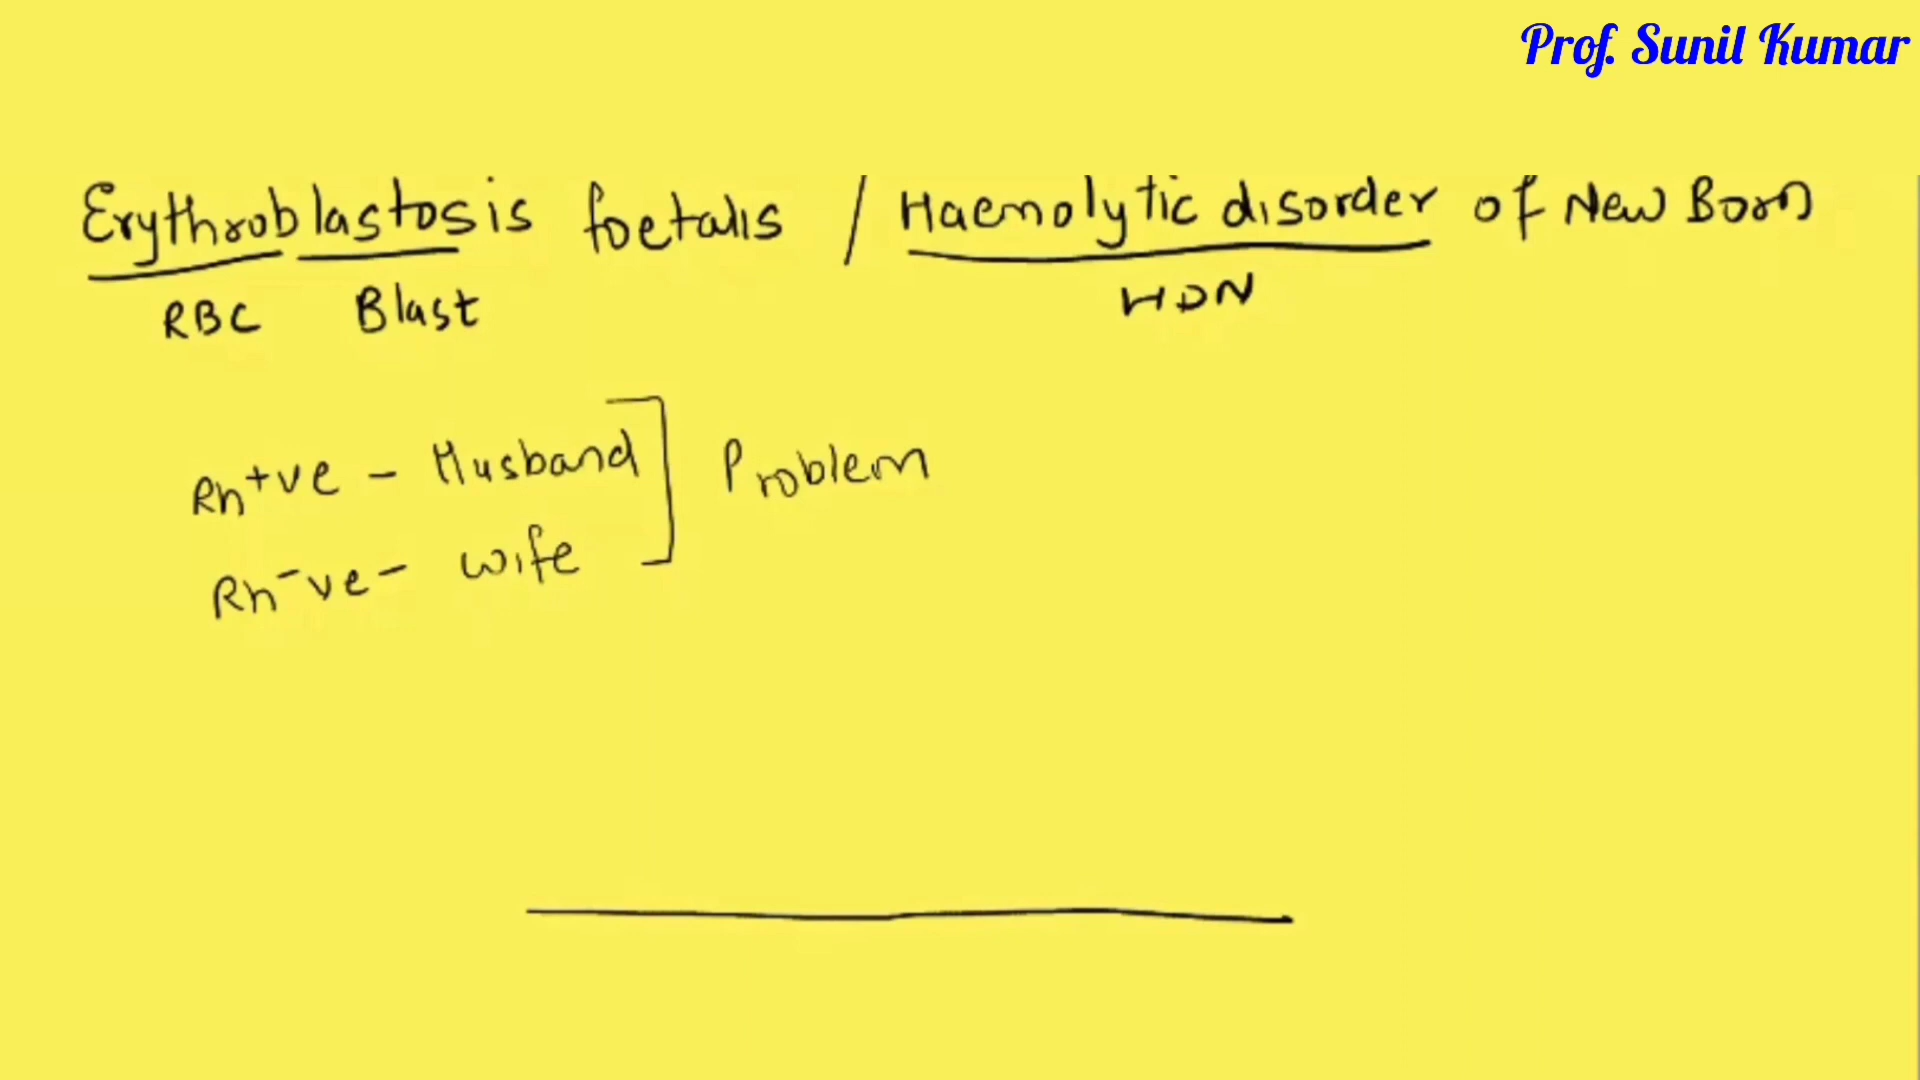 Prof. Sunil Kumar
Erythroblastosis foetalis / Haemolytic disorder of New Born
RBC Blast HDN
Rh+ve - Husband
Problem
Rh-ve - wife